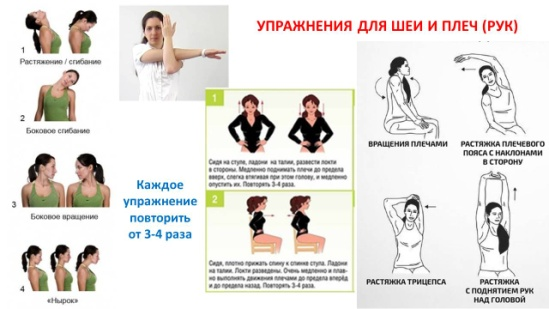 УПРАЖНЕНИЯ ДЛЯ ШЕИ И ПЛЕЧ (РУК)
1
Растяжение / сгибание
2
Боковое сгибание
3
Боковое вращение
4
«Нырок»
Каждое
упражнение
повторить
от 3-4 раза
1
Сидя на стуле, ладони на талии, развести локти
в стороны. Медленно поднимать плечи до предела
вверх, слегка втягивая при этом голову, и медленно
опустить их. Повторять 3-4 раза.
2
Сидя, плотно прижать спину к спинке стула. Ладони
на талии. Локти разведены. Очень медленно и плав-
но выполнять движения плечами до предела вперёд
и до предела назад. Повторять 3-4 раза.
ВРАЩЕНИЯ ПЛЕЧАМИ
РАСТЯЖКА ПЛЕЧЕВОГО
ПОЯСА С НАКЛОНАМИ
В СТОРОНУ
РАСТЯЖКА ТРИЦЕПСА
РАСТЯЖКА
С ПОДНЯТИЕМ РУК
НАД ГОЛОВОЙ